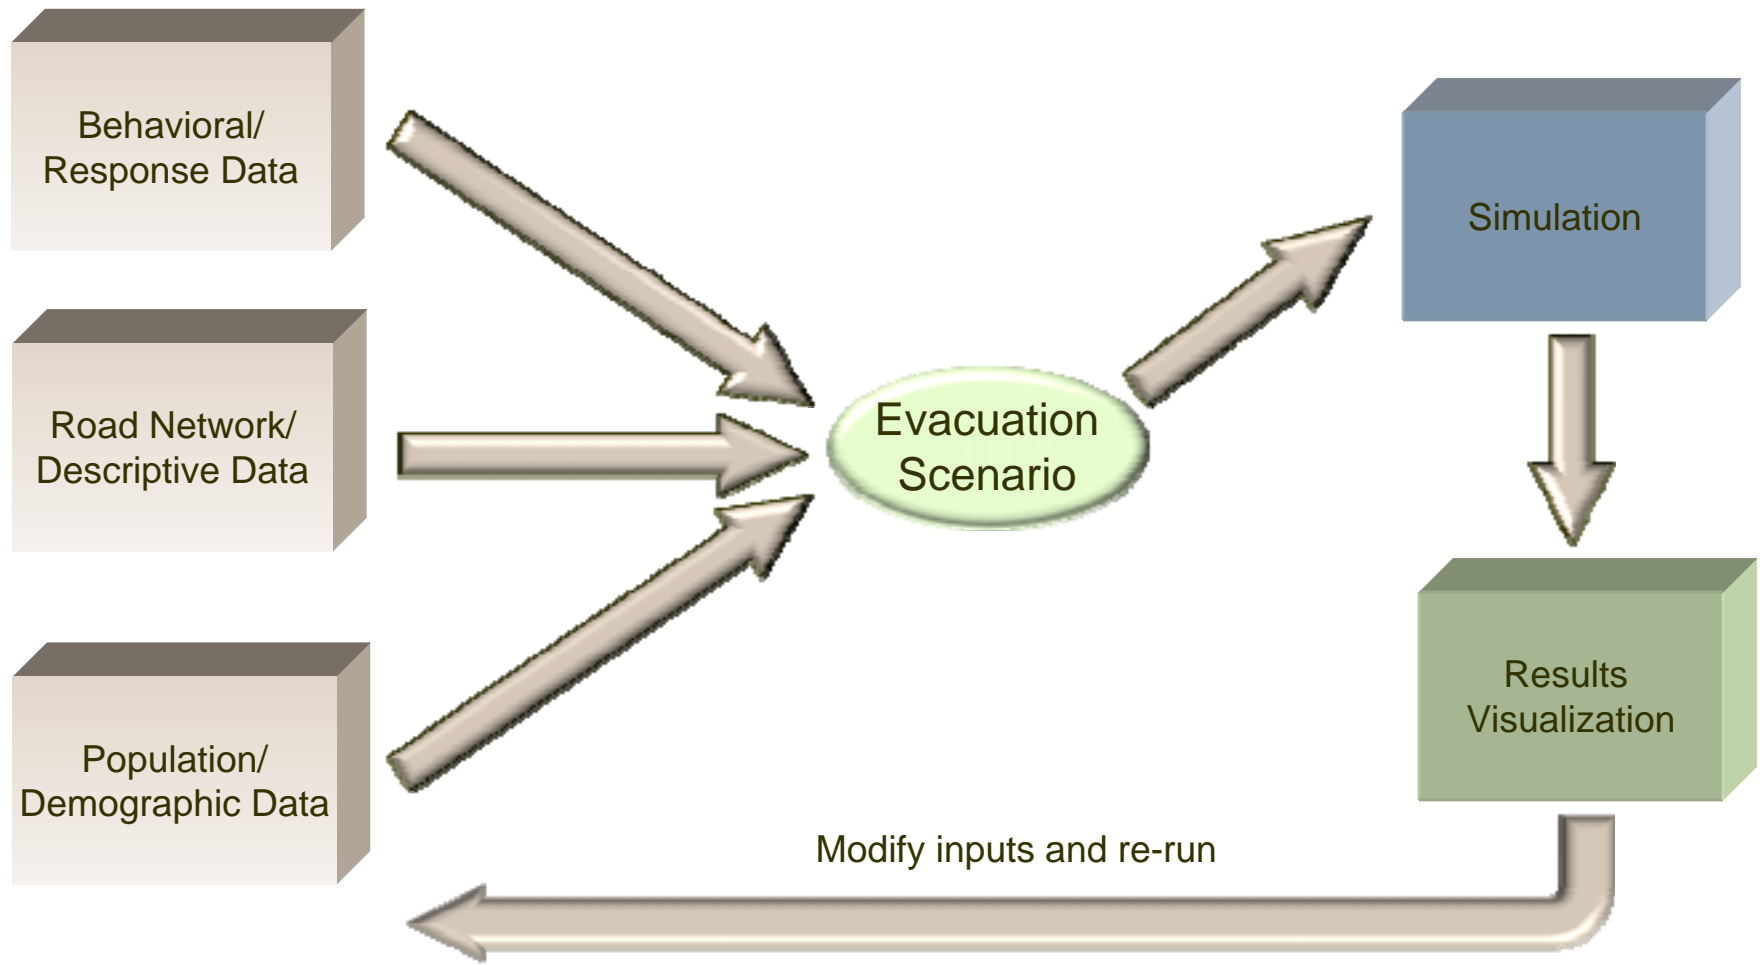 Behavioral/
Response Data
Road Network/
Descriptive Data
Population/
Demographic Data
Evacuation
Scenario
Simulation
Results
Visualization
Modify inputs and re-run